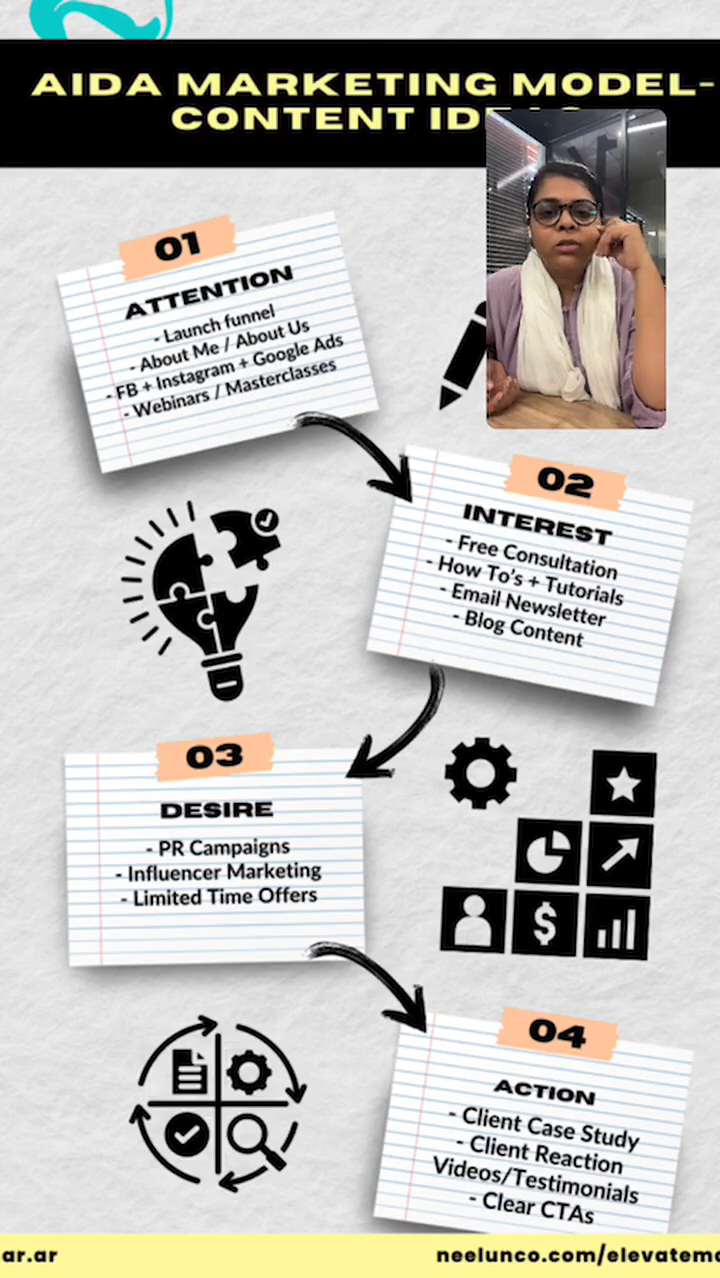 AIDA MARKETING MODEL-
CONTENT
01
ATTENTION
- Launch funnel
- About Me / About Us
- FB + Instagram + Google Ads
- Webinars / Masterclasses
02
INTEREST
- Free Consultation
- How To's + Tutorials
- Email Newsletter
- Blog Content
03
DESIRE
- PR Campaigns
- Influencer Marketing
- Limited Time Offers
$
04
ACTION
- Client Case Study
- Client Reaction
Videos/Testimonials
- Clear CTAs
ar.ar
neelunco.com/elevatem